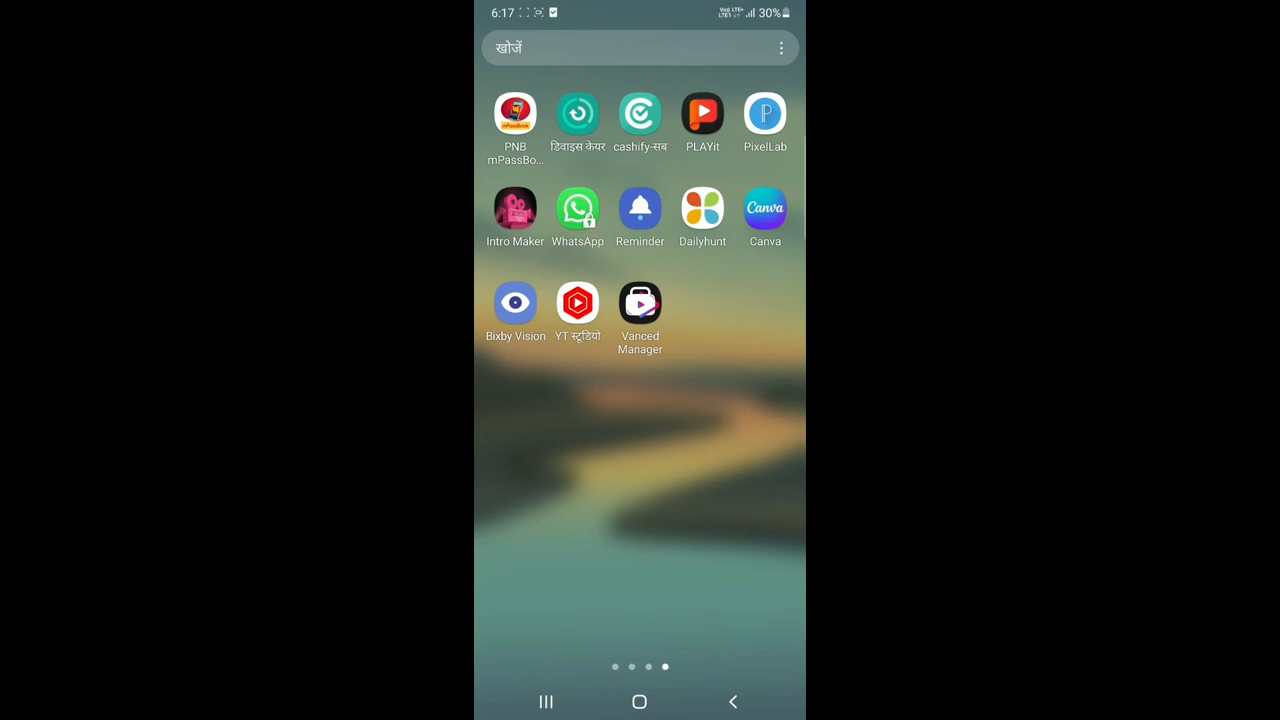 6:17 30%
खोजें
PNB mPassBo... डिवाइस केयर cashify-सब PLAYit PixelLab
Intro Maker WhatsApp Reminder Dailyhunt Canva
Bixby Vision YT स्टूडियो Vanced Manager